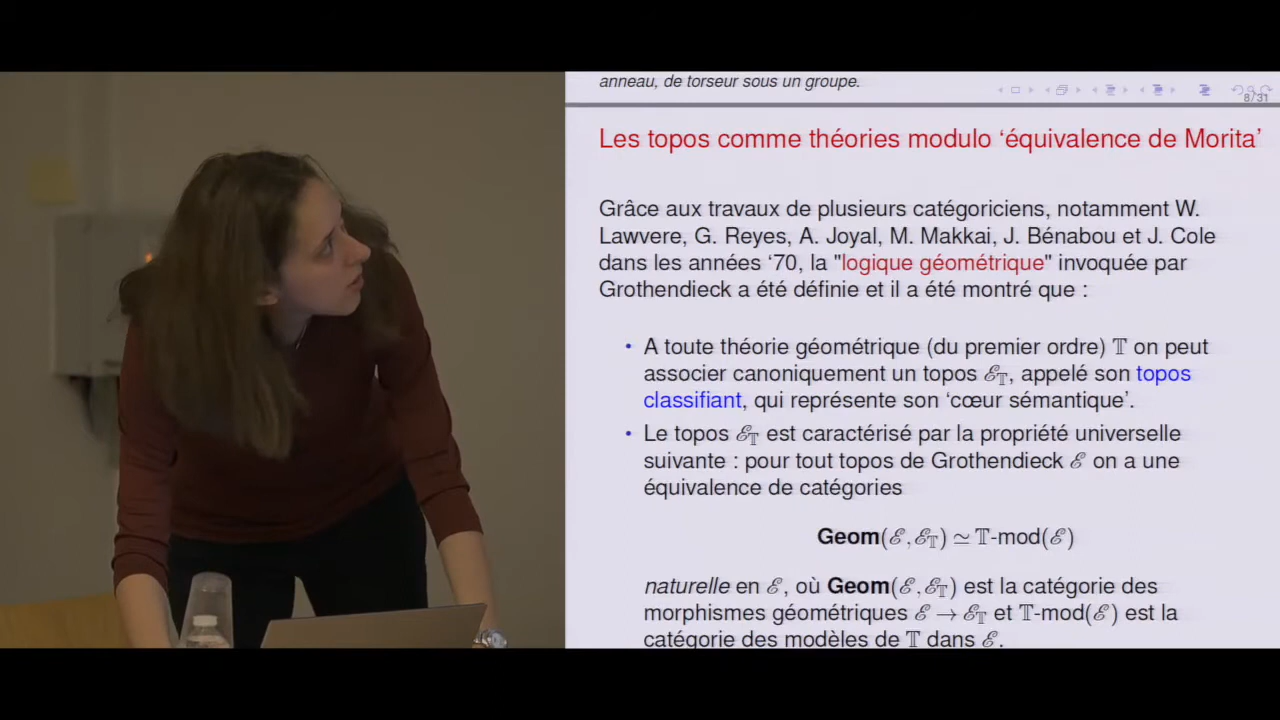 anneau, de torseur sous un groupe.
8/31
Les topos comme théories modulo ‘équivalence de Morita’
Grâce aux travaux de plusieurs catégoriciens, notamment W.
Lawvere, G. Reyes, A. Joyal, M. Makkai, J. Bénabou et J. Cole
dans les années ‘70, la "logique géométrique" invoquée par
Grothendieck a été définie et il a été montré que :
• A toute théorie géométrique (du premier ordre) 𝕋 on peut
associer canoniquement un topos ℰ_𝕋, appelé son topos
classifiant, qui représente son ‘cœur sémantique’.
• Le topos ℰ_𝕋 est caractérisé par la propriété universelle
suivante : pour tout topos de Grothendieck ℰ on a une
équivalence de catégories
Geom(ℰ, ℰ_𝕋) ≃ 𝕋-mod(ℰ)
naturelle en ℰ, où Geom(ℰ, ℰ_𝕋) est la catégorie des
morphismes géométriques ℰ → ℰ_𝕋 et 𝕋-mod(ℰ) est la
catégorie des modèles de 𝕋 dans ℰ.